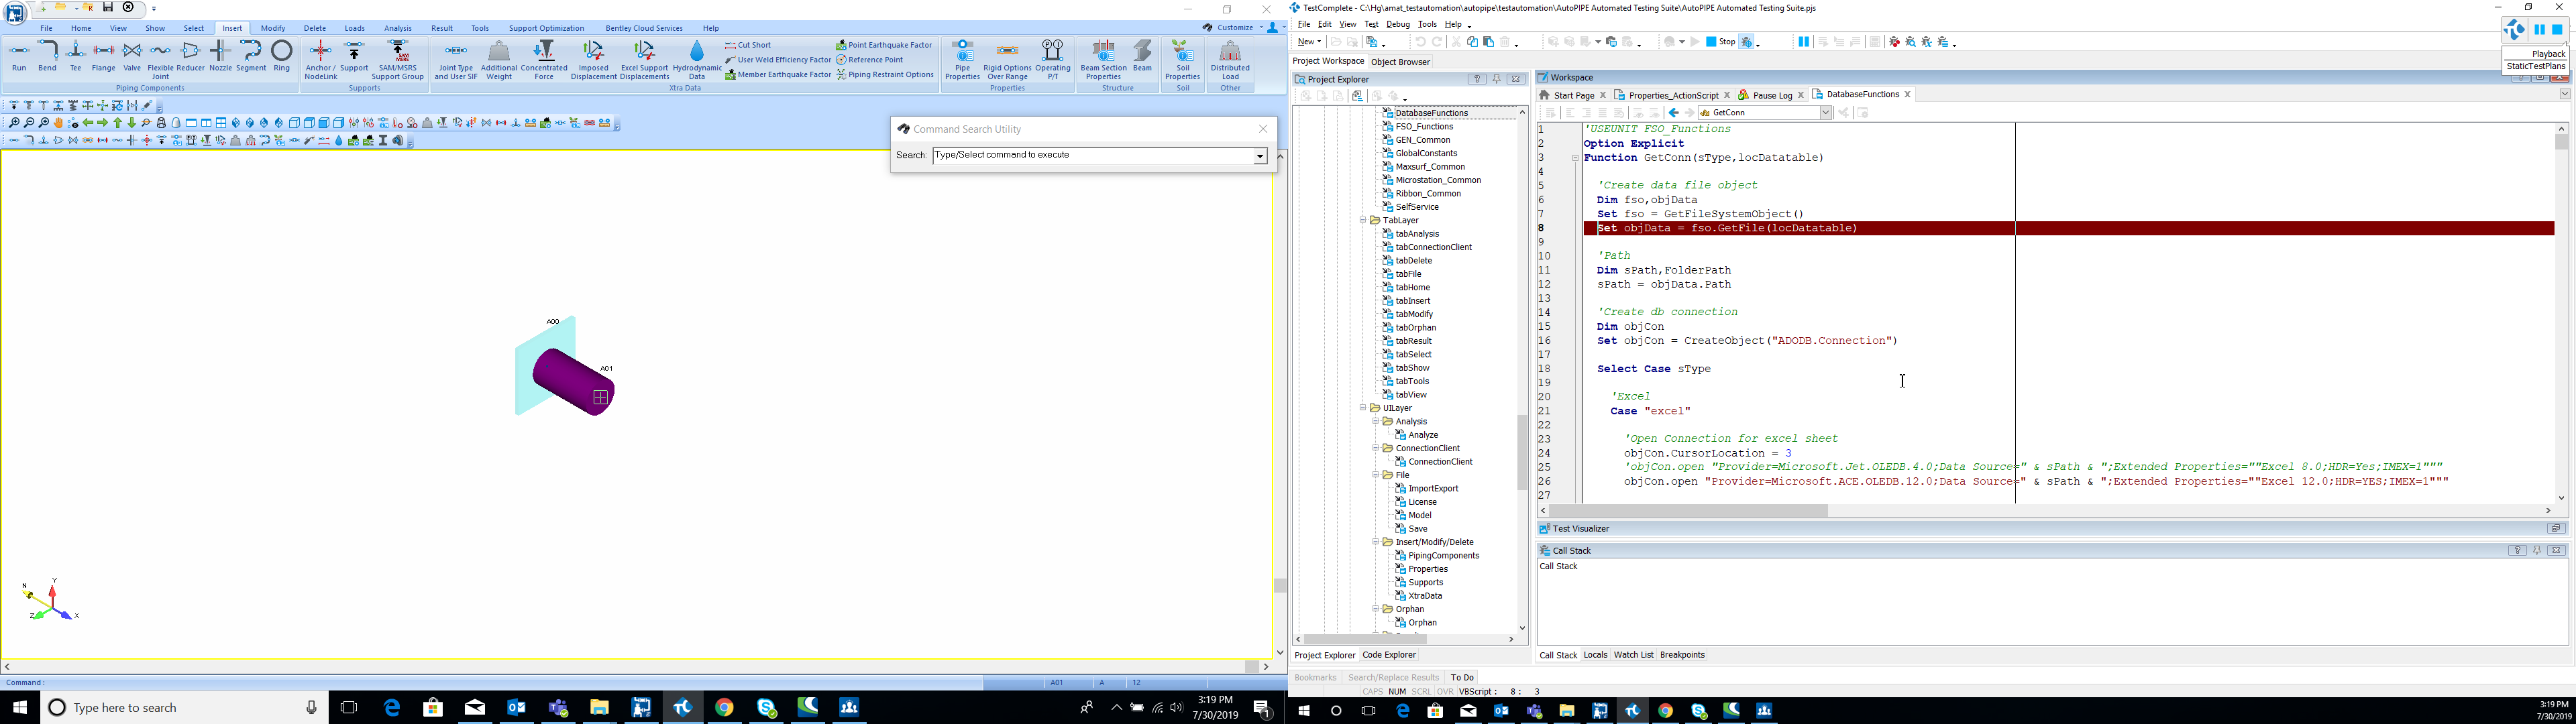 File Home View Show Select Insert Modify Delete Loads Analysis Result Tools Support Optimization Bentley Cloud Services Help Customize
Run Bend Tee Flange Valve Flexible Joint Reducer Nozzle Segment Ring
Piping Components
Anchor / NodeLink Support SAM/MSRS Support Group
Supports
Joint Type and User SIF Additional Weight Concentrated Force Imposed Displacement Excel Support Displacements Hydrodynamic Data
Cut Short
User Weld Efficiency Factor
Member Earthquake Factor
Point Earthquake Factor
Reference Point
Piping Restraint Options
Xtra Data
Pipe Properties Rigid Options Over Range Operating P/T
Properties
Beam Section Properties Beam
Structure
Soil Properties
Soil
Distributed Load
Other
Command Search Utility
Search: Type/Select command to execute
A00
A01
N Y Z X
Command :
A01 A 12
Type here to search
3:19 PM
7/30/2019
TestComplete - C:\Hg\amat_testautomation\autopipe\testautomation\AutoPIPE Automated Testing Suite\AutoPIPE Automated Testing Suite.pjs
File Edit View Test Debug Tools Help
New Stop
Playback
StaticTestPlans
Project Workspace Object Browser
Project Explorer
DatabaseFunctions
FSO_Functions
GEN_Common
GlobalConstants
Maxsurf_Common
Microstation_Common
Ribbon_Common
SelfService
TabLayer
tabAnalysis
tabConnectionClient
tabDelete
tabFile
tabHome
tabInsert
tabModify
tabOrphan
tabResult
tabSelect
tabShow
tabTools
tabView
UILayer
Analysis
Analyze
ConnectionClient
ConnectionClient
File
ImportExport
License
Model
Save
Insert/Modify/Delete
PipingComponents
Properties
Supports
XtraData
Orphan
Orphan
Project Explorer Code Explorer
Workspace
Start Page Properties_ActionScript Pause Log DatabaseFunctions
GetConn
1 'USEUNIT FSO_Functions
2 Option Explicit
3 Function GetConn(sType,locDatatable)
4
5 'Create data file object
6 Dim fso,objData
7 Set fso = GetFileSystemObject()
8 Set objData = fso.GetFile(locDatatable)
9
10 'Path
11 Dim sPath,FolderPath
12 sPath = objData.Path
13
14 'Create db connection
15 Dim objCon
16 Set objCon = CreateObject("ADODB.Connection")
17
18 Select Case sType
19
20 'Excel
21 Case "excel"
22
23 'Open Connection for excel sheet
24 objCon.CursorLocation = 3
25 'objCon.open "Provider=Microsoft.Jet.OLEDB.4.0;Data Source=" & sPath & ";Extended Properties=""Excel 8.0;HDR=Yes;IMEX=1"""
26 objCon.open "Provider=Microsoft.ACE.OLEDB.12.0;Data Source=" & sPath & ";Extended Properties=""Excel 12.0;HDR=YES;IMEX=1"""
27
Test Visualizer
Call Stack
Call Stack
Call Stack Locals Watch List Breakpoints
Bookmarks Search/Replace Results To Do
CAPS NUM SCRL OVR VBScript : 8 : 3
3:19 PM
7/30/2019